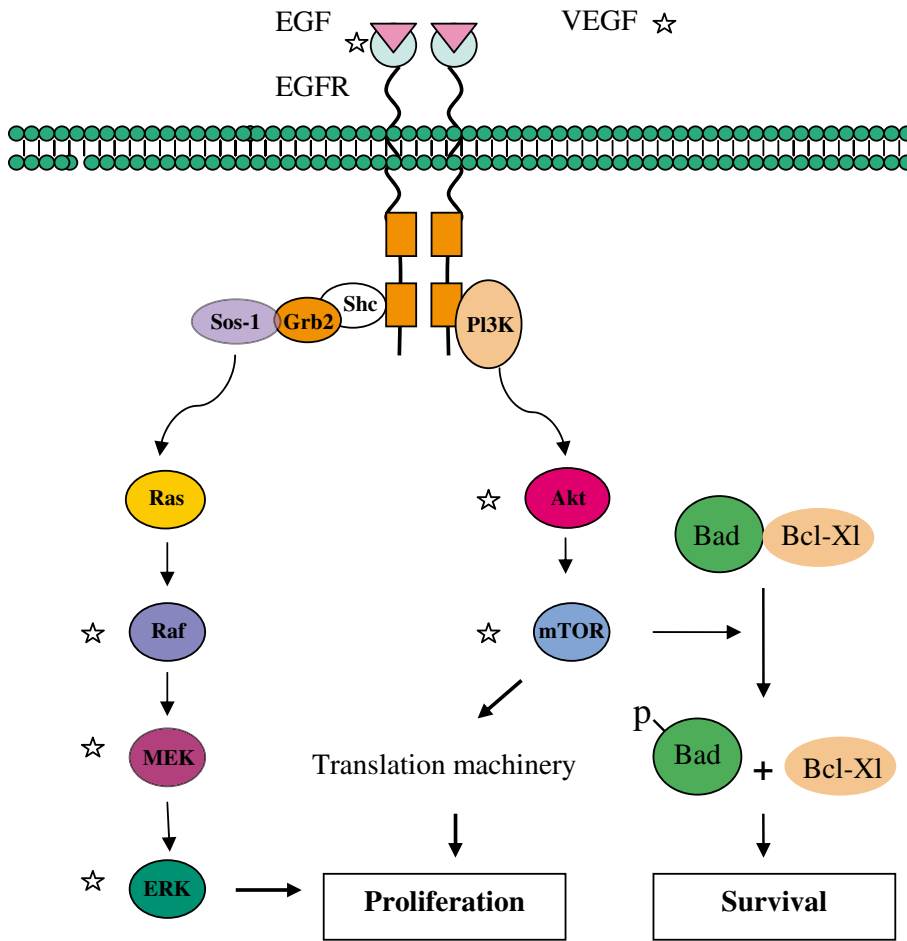 EGF
VEGF
EGFR
Shc
Sos-1
Grb2
Pl3K
Ras
Akt
Bad
Bcl-Xl
Raf
mTOR
p
MEK
Translation machinery
Bad
+
Bcl-Xl
ERK
Proliferation
Survival